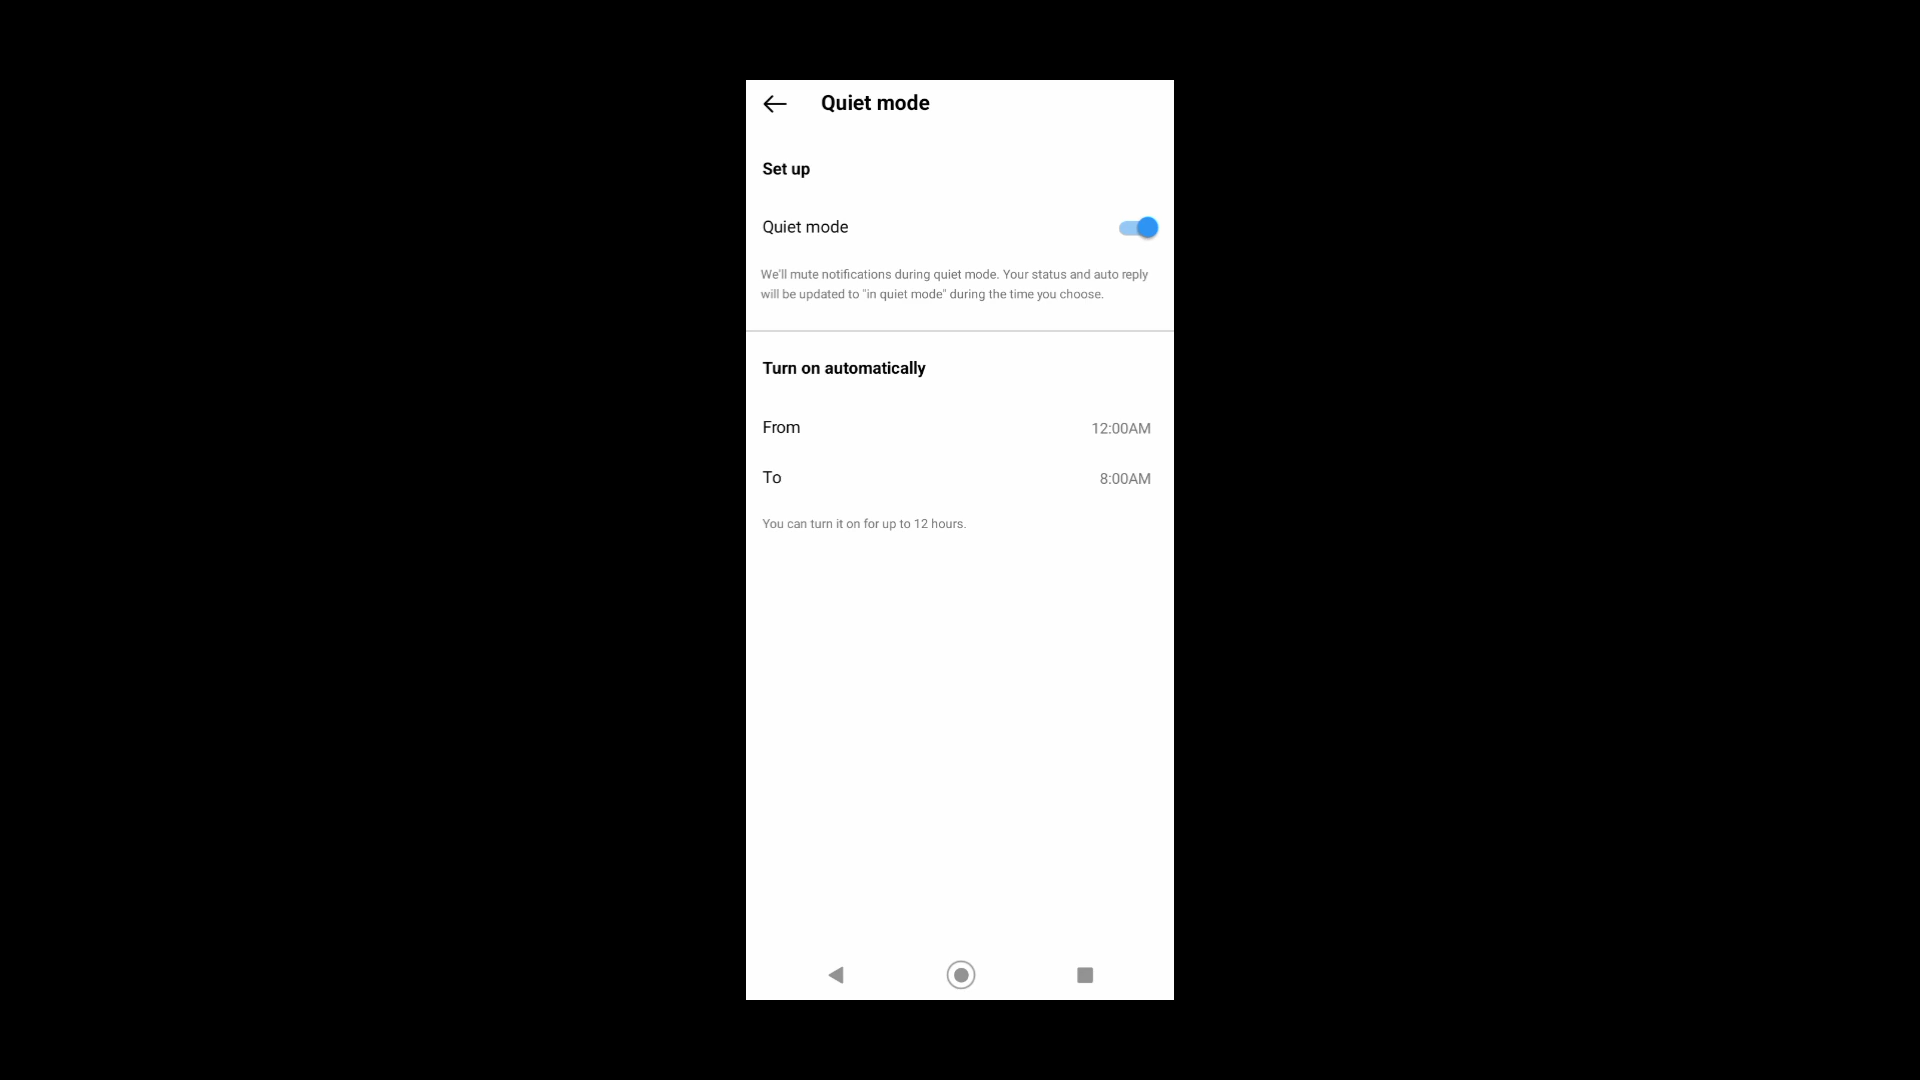 Quiet mode
Set up
Quiet mode
We'll mute notifications during quiet mode. Your status and auto reply
will be updated to "in quiet mode" during the time you choose.
Turn on automatically
From 12:00AM
To 8:00AM
You can turn it on for up to 12 hours.